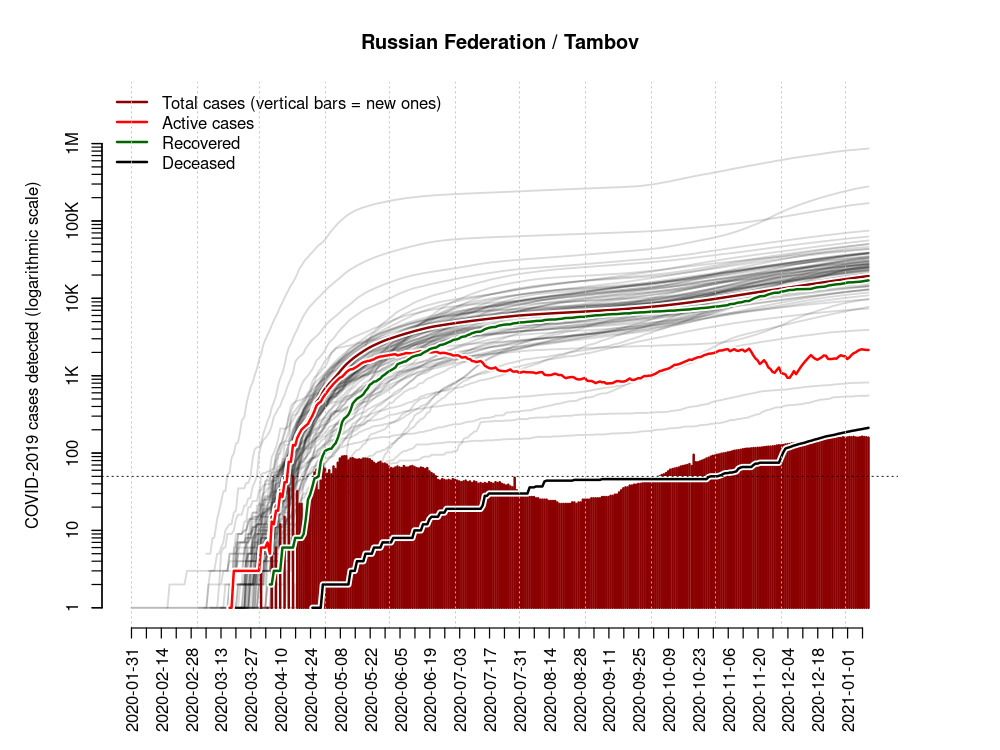 Russian Federation / Tambov
Total cases (vertical bars = new ones)
Active cases
Recovered
Deceased
COVID-2019 cases detected (logarithmic scale)
1M
100K
10K
1K
100
10
1
2020-01-31
2020-02-14
2020-02-28
2020-03-13
2020-03-27
2020-04-10
2020-04-24
2020-05-08
2020-05-22
2020-06-05
2020-06-19
2020-07-03
2020-07-17
2020-07-31
2020-08-14
2020-08-28
2020-09-11
2020-09-25
2020-10-09
2020-10-23
2020-11-06
2020-11-20
2020-12-04
2020-12-18
2021-01-01